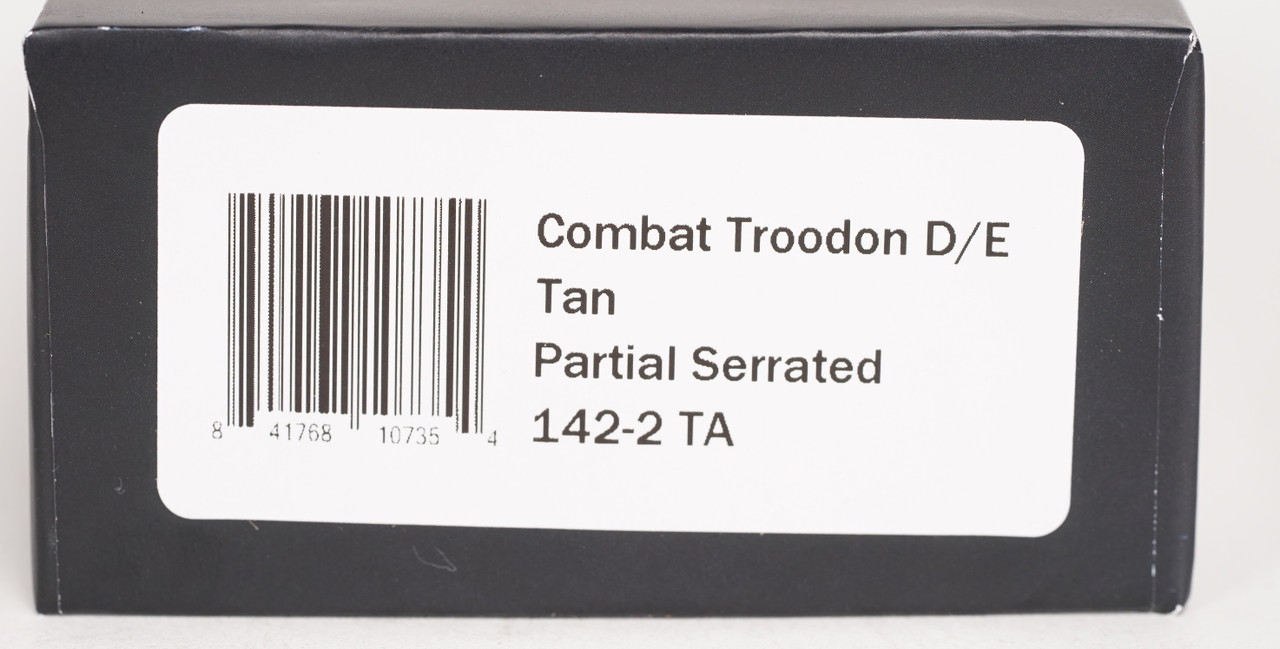 Combat Troodon D/E
Tan
Partial Serrated
142-2 TA
8 41768 10735 4